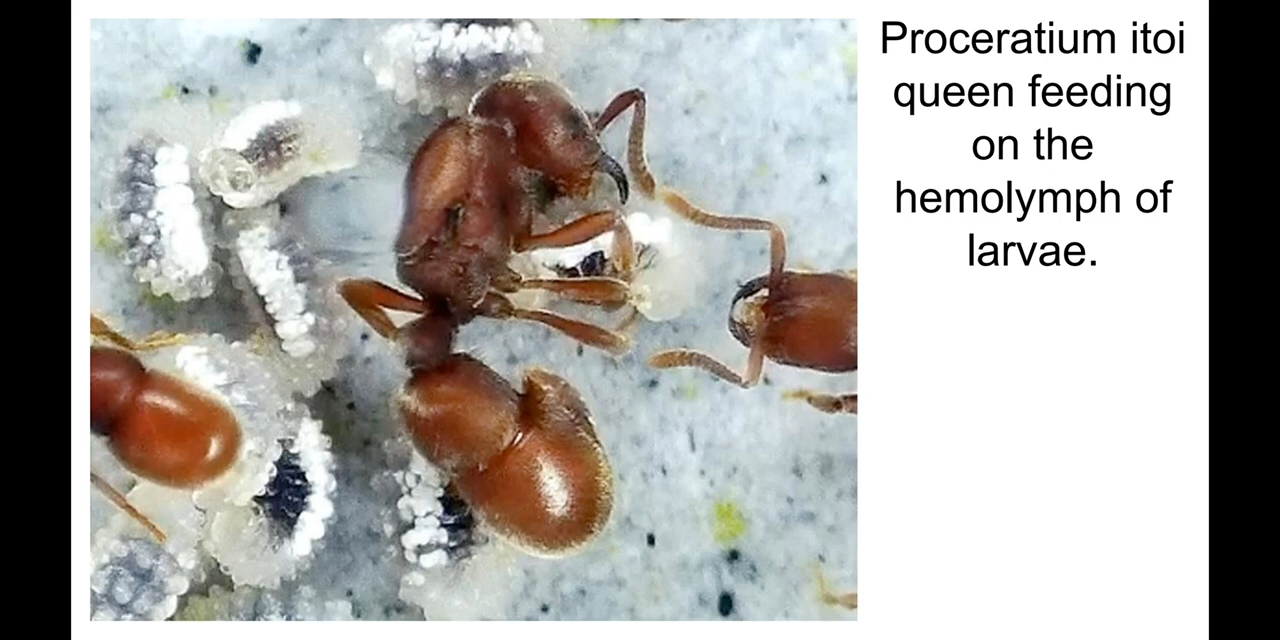 Proceratium itoi
queen feeding
on the
hemolymph of
larvae.